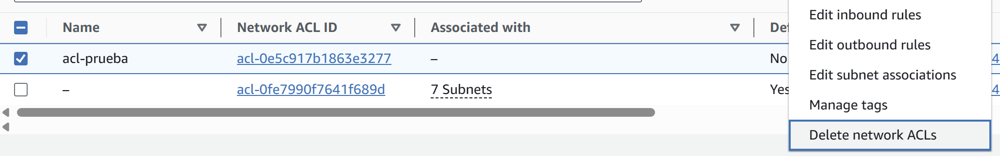 Name Network ACL ID Associated with
acl-prueba acl-0e5c917b1863e3277 – No 4
– acl-0fe7990f7641f689d 7 Subnets Yes 4
Edit inbound rules
Edit outbound rules
Edit subnet associations
Manage tags
Delete network ACLs